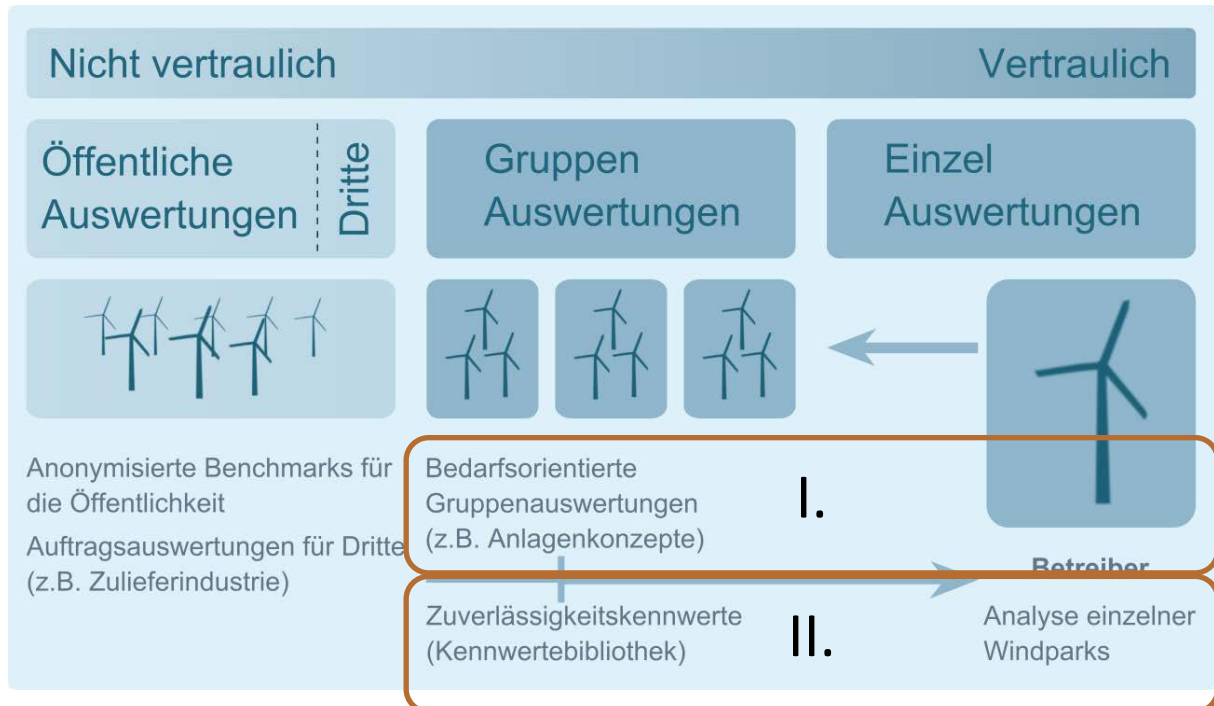 Nicht vertraulich
Vertraulich
Öffentliche
Auswertungen
Dritte
Gruppen
Auswertungen
Einzel
Auswertungen
Anonymisierte Benchmarks für
die Öffentlichkeit
Auftragsauswertungen für Dritte
(z.B. Zulieferindustrie)
Bedarfsorientierte
Gruppenauswertungen
(z.B. Anlagenkonzepte)
I.
Betreiber
Zuverlässigkeitskennwerte
(Kennwertebibliothek)
II.
Analyse einzelner
Windparks